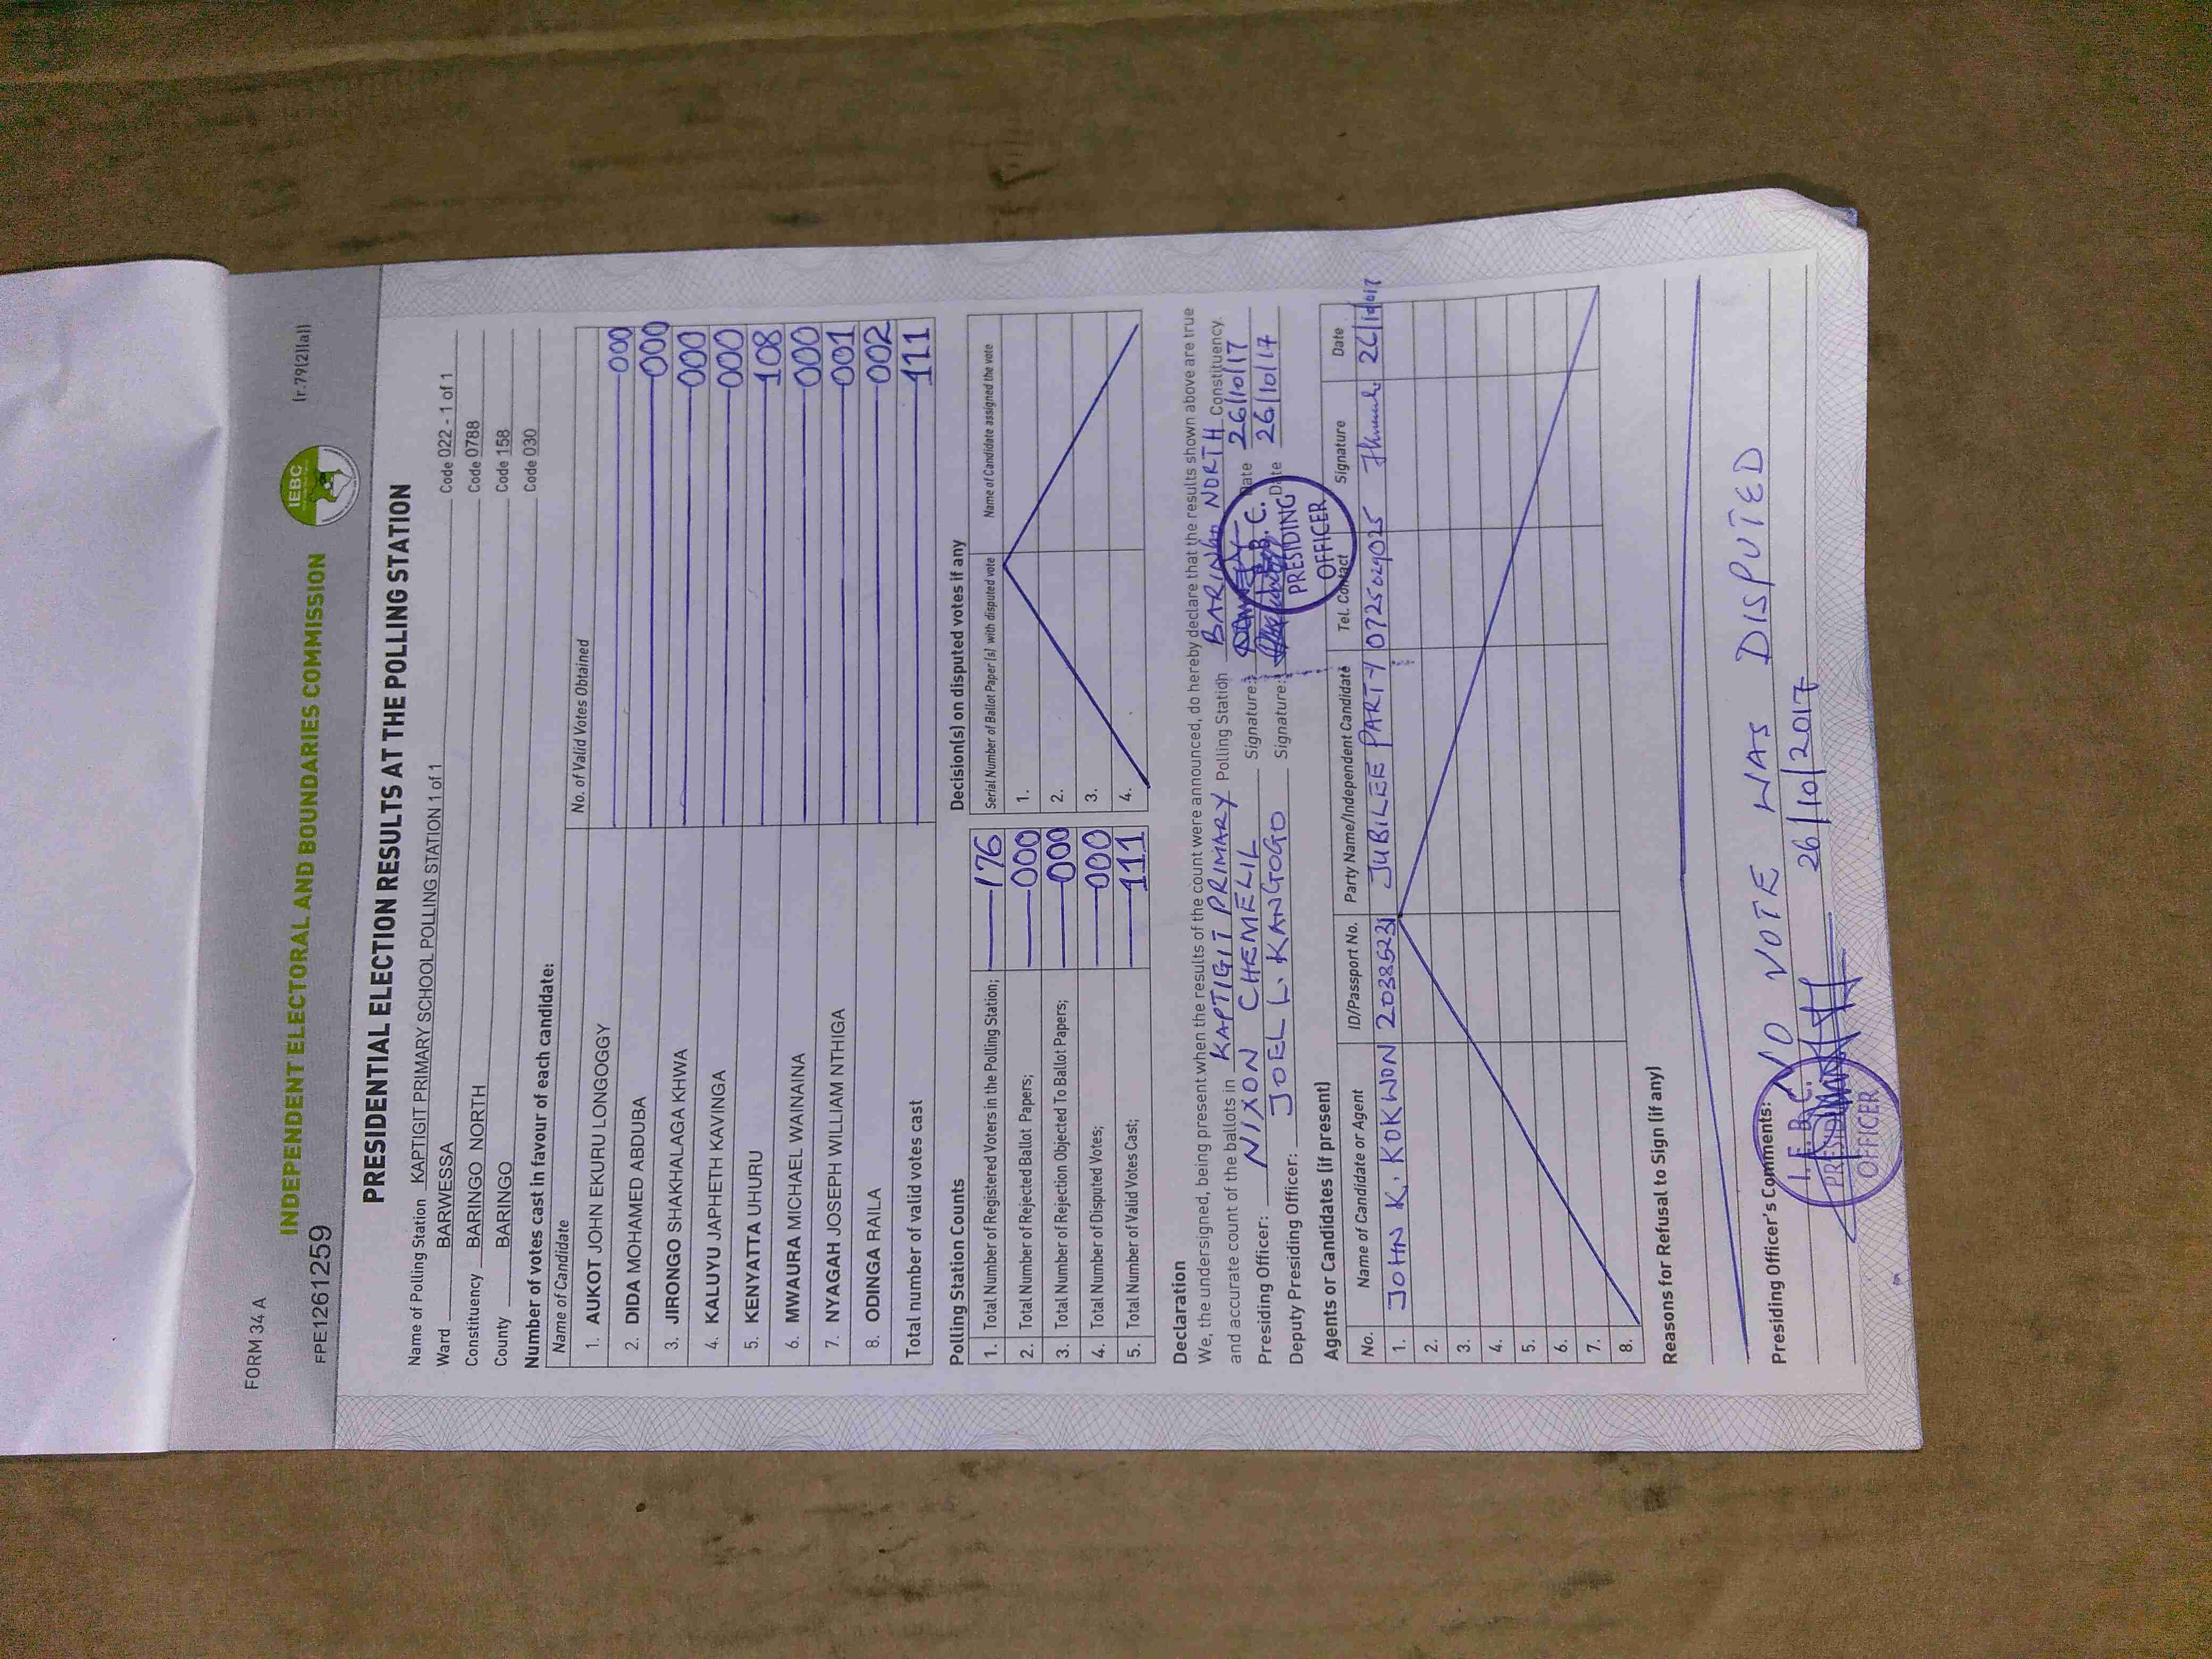 FORM 34 A
(r.79(2)(a))
INDEPENDENT ELECTORAL AND BOUNDARIES COMMISSION
IEBC
FPE1261259
PRESIDENTIAL ELECTION RESULTS AT THE POLLING STATION
Name of Polling Station KAPTIGIT PRIMARY SCHOOL POLLING STATION 1 of 1 Code 022 - 1 of 1
Ward BARWESSA Code 0788
Constituency BARINGO NORTH Code 158
County BARINGO Code 030
Number of votes cast in favour of each candidate:
Name of Candidate No. of Valid Votes Obtained
1. AUKOT JOHN EKURU LONGOGGY 000
2. DIDA MOHAMED ABDUBA 000
3. JIRONGO SHAKHALAGA KHWA 000
4. KALUYU JAPHETH KAVINGA 000
5. KENYATTA UHURU 108
6. MWAURA MICHAEL WAINAINA 000
7. NYAGAH JOSEPH WILLIAM NTHIGA 001
8. ODINGA RAILA 002
Total number of valid votes cast 111
Polling Station Counts
1. Total Number of Registered Voters in the Polling Station; 176
2. Total Number of Rejected Ballot Papers; 000
3. Total Number of Rejection Objected To Ballot Papers; 000
4. Total Number of Disputed Votes; 000
5. Total Number of Valid Votes Cast; 111
Decision(s) on disputed votes if any
Serial Number of Ballot Paper (s) with disputed vote Name of Candidate assigned the vote
1.
2.
3.
4.
Declaration
We, the undersigned, being present when the results of the count were announced, do hereby declare that the results shown above are true
and accurate count of the ballots in KAPTIGIT PRIMARY Polling Station BARINGO NORTH Constituency.
Presiding Officer: NIXON CHEMELIL Signature: Date 26/10/17
Deputy Presiding Officer: JOEL L. KANGOGO Signature: Date 26/10/17
I.E.B.C.
PRESIDING
OFFICER
Agents or Candidates (if present)
No. Name of Candidate or Agent ID/Passport No. Party Name/Independent Candidate Tel. Contact Signature Date
1. JOHN K. KOKWON JUBILEE PARTY 0725029025
2.
3.
4.
5.
6.
7.
8.
Reasons for Refusal to Sign (if any)
Presiding Officer's Comments: NO VOTE WAS DISPUTED
26/10/2017
I.E.B.C.
PRESIDING
OFFICER